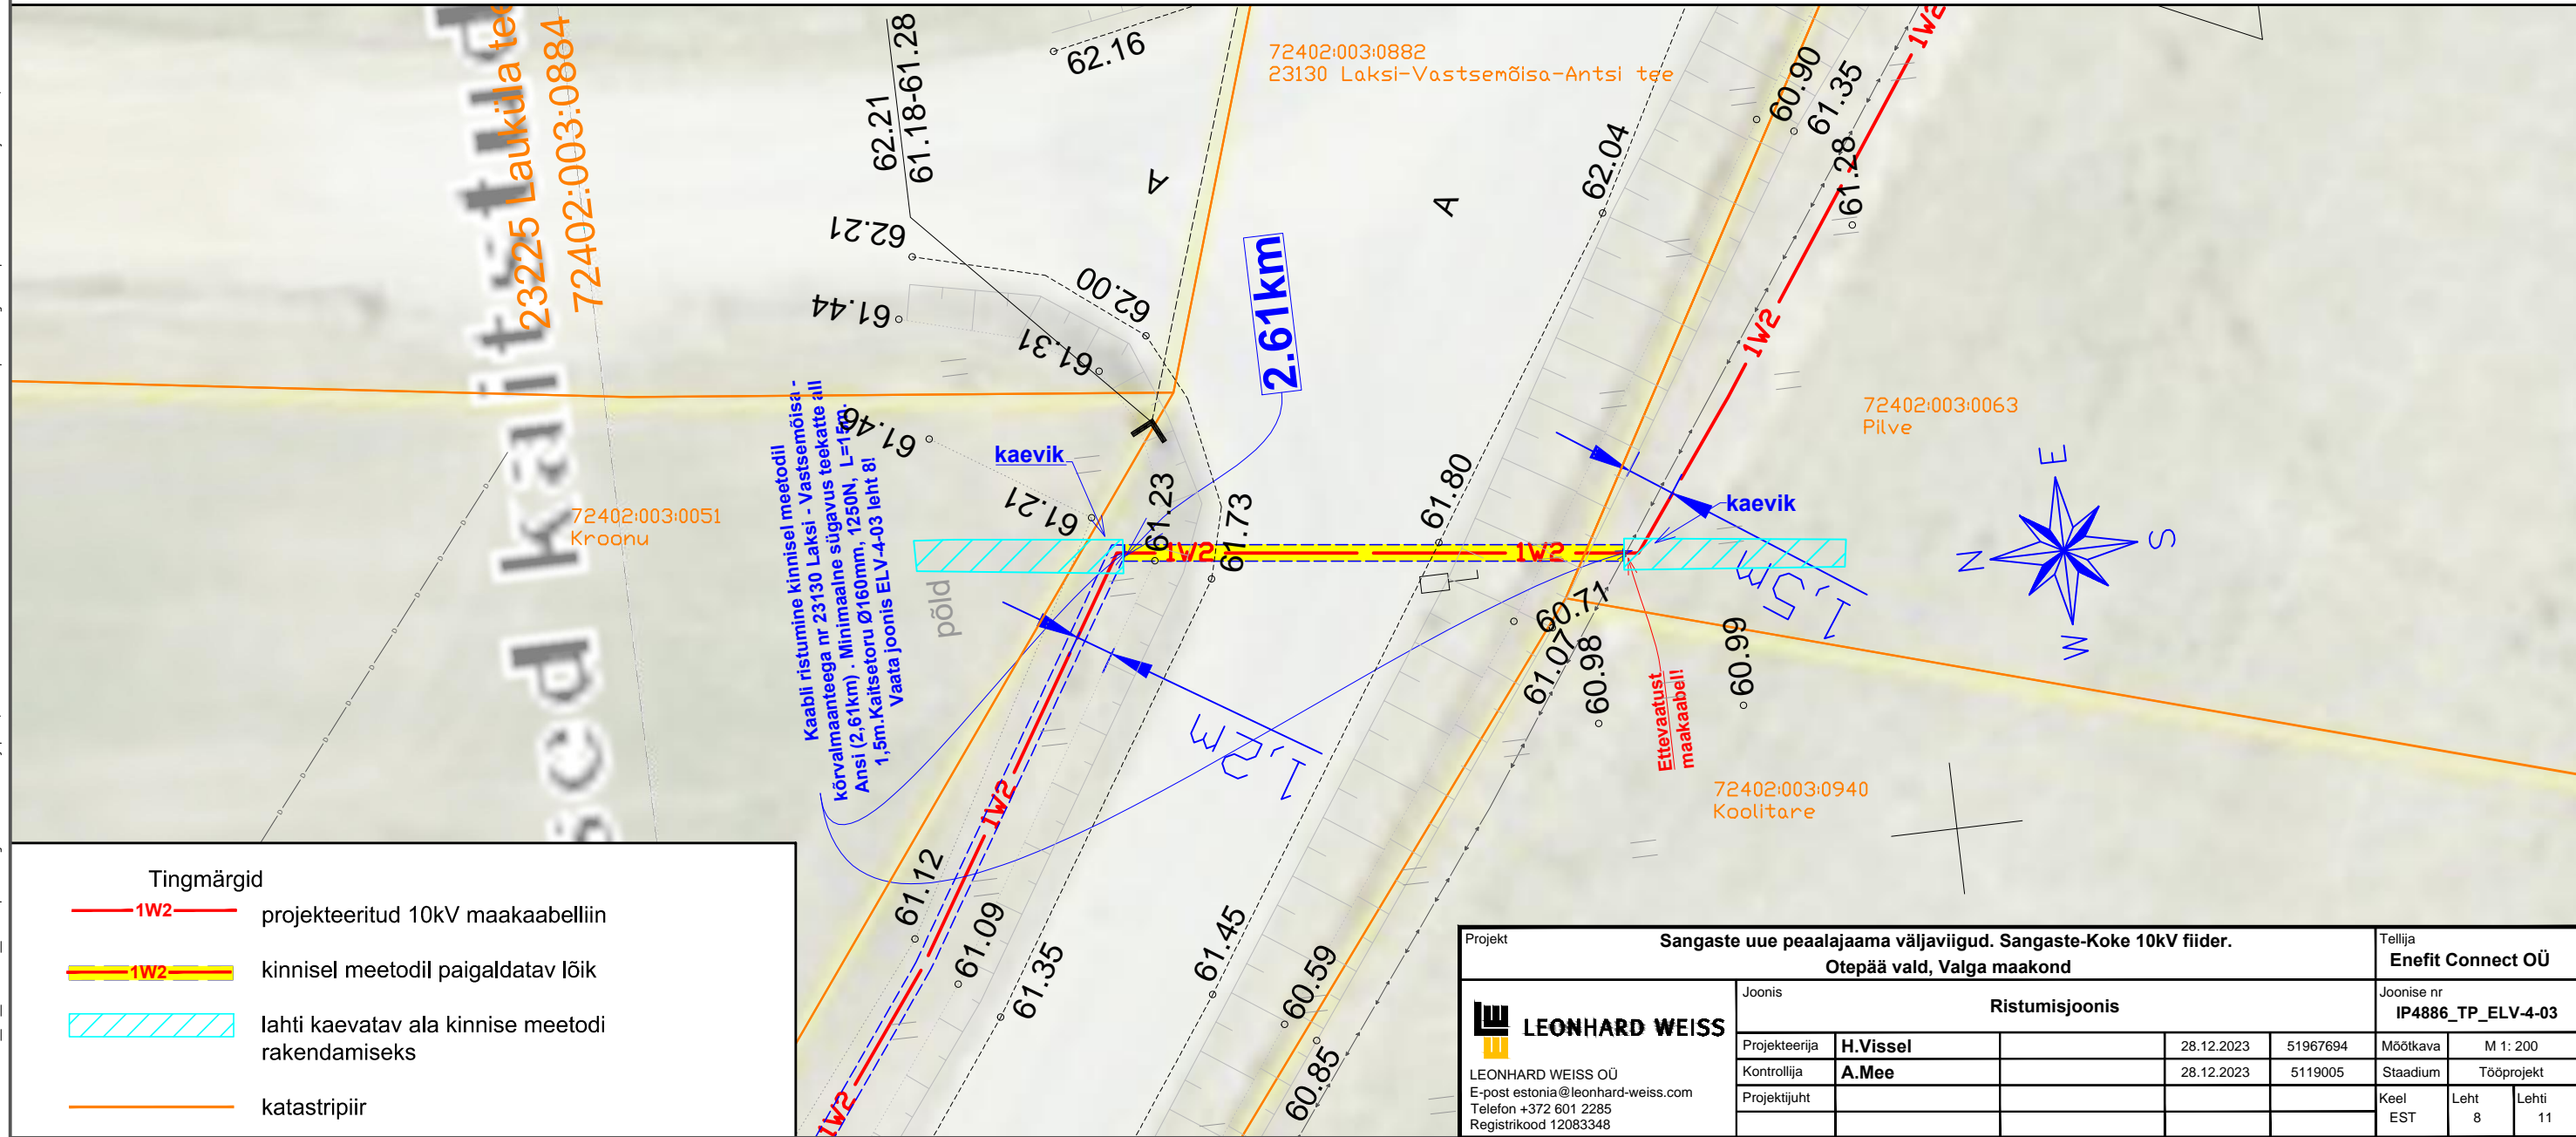 23225 Lauküla tee
72402:003:0884
kaitstud
62.21
61.18-61.28
62.16
72402:003:0882
23130 Laksi-Vastsemõisa-Antsi tee
1W2
60.90
61.35
61.28
62.04
A
A
62.21
62.00
61.44
61.31
2.61km
1W2
72402:003:0063
Pilve
61.46
kaevik
61.21
61.23
61.73
61.80
kaevik
72402:003:0051
Kroonu
Kaabli ristumine kinnisel meetodil
kõrvalmaanteega nr 23130 Laksi - Vastsemõisa -
Ansi (2,61km) . Minimaalne sügavus teekatte all
1,5m.Kaitsetoru Ø160mm, 1250N, L=15m.
Vaata joonis ELV-4-03 leht 8!
põld
1W2
1W2
1,5m
E
N
S
W
60.71
61.07
60.98
60.99
Ettevaatust
maakaabel!
1,2m
72402:003:0940
Koolitare
1W2
61.12
61.09
61.35
61.45
60.59
60.85
1W2
Tingmärgid
1W2
projekteeritud 10kV maakaabelliin
1W2
kinnisel meetodil paigaldatav lõik
lahti kaevatav ala kinnise meetodi
rakendamiseks
katastripiir
Projekt
Sangaste uue peaalajaama väljaviigud. Sangaste-Koke 10kV fiider.
Otepää vald, Valga maakond
Tellija
Enefit Connect OÜ
LEONHARD WEISS
LEONHARD WEISS OÜ
E-post estonia@leonhard-weiss.com
Telefon +372 601 2285
Registrikood 12083348
Joonis
Ristumisjoonis
Joonise nr
IP4886_TP_ELV-4-03
Projekteerija H.Vissel 28.12.2023 51967694
Mõõtkava M 1: 200
Kontrollija A.Mee 28.12.2023 5119005
Staadium Tööprojekt
Projektijuht
Keel Leht Lehti
EST 8 11